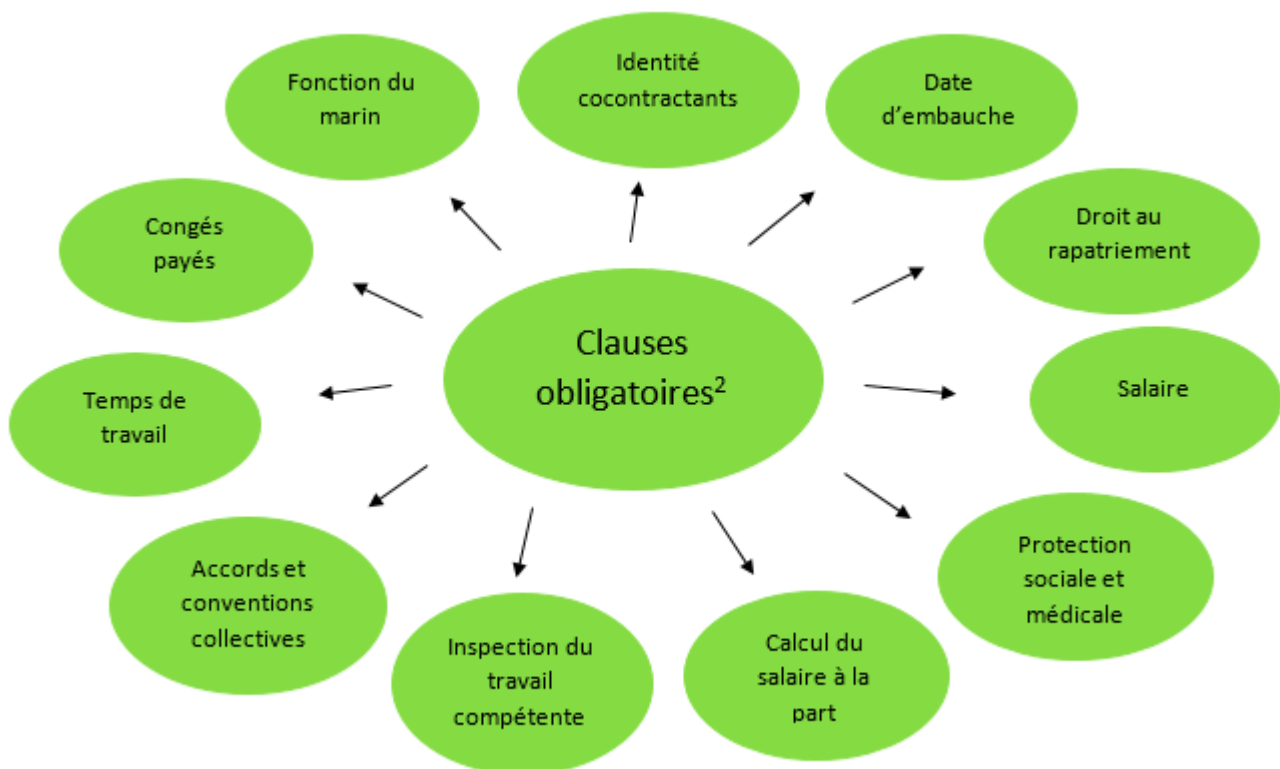 Identité
cocontractants
Date
d'embauche
Droit au
rapatriement
Salaire
Protection
sociale et
médicale
Calcul du
salaire à la
part
Inspection du
travail
compétente
Accords et
conventions
collectives
Temps de
travail
Congés
payés
Fonction du
marin
Clauses
obligatoires²